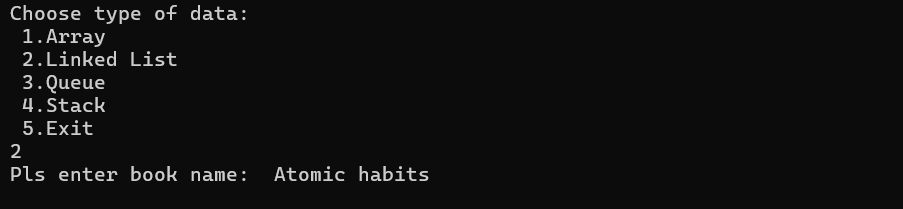 Choose type of data:
1.Array
2.Linked List
3.Queue
4.Stack
5.Exit
2
Pls enter book name:  Atomic habits